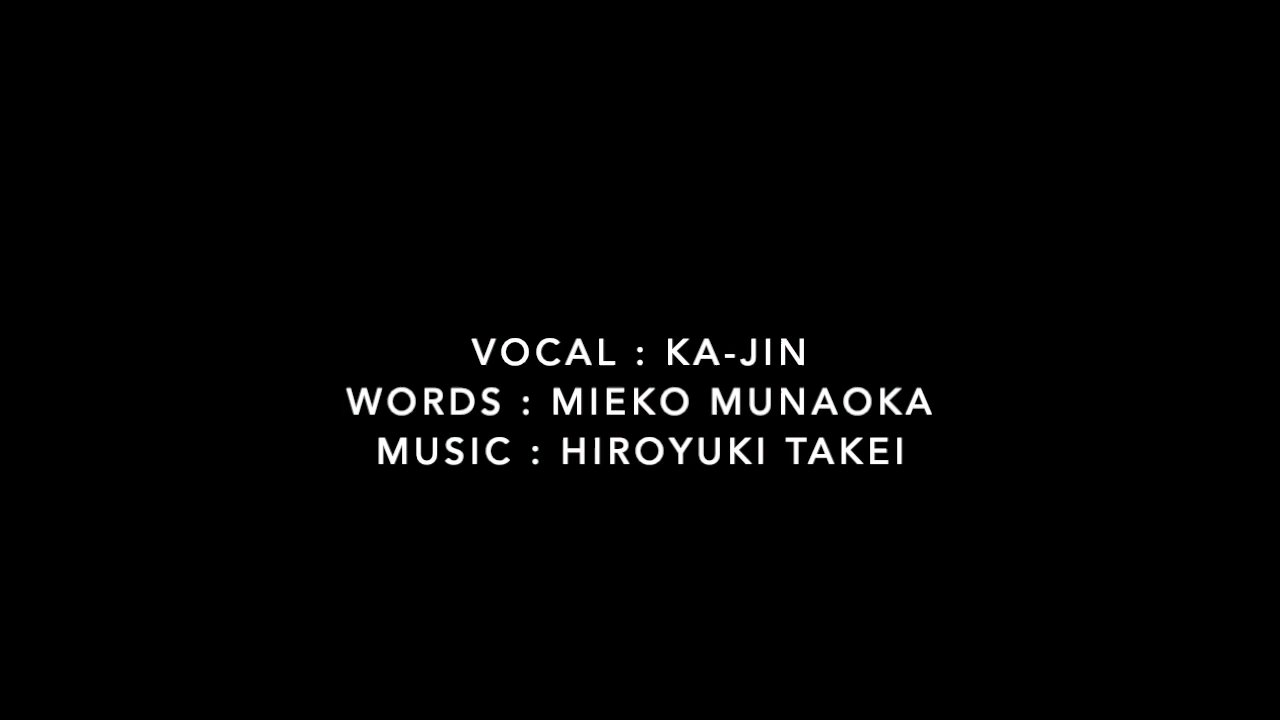 VOCAL : KA-JIN
WORDS : MIEKO MUNAOKA
MUSIC : HIROYUKI TAKEI